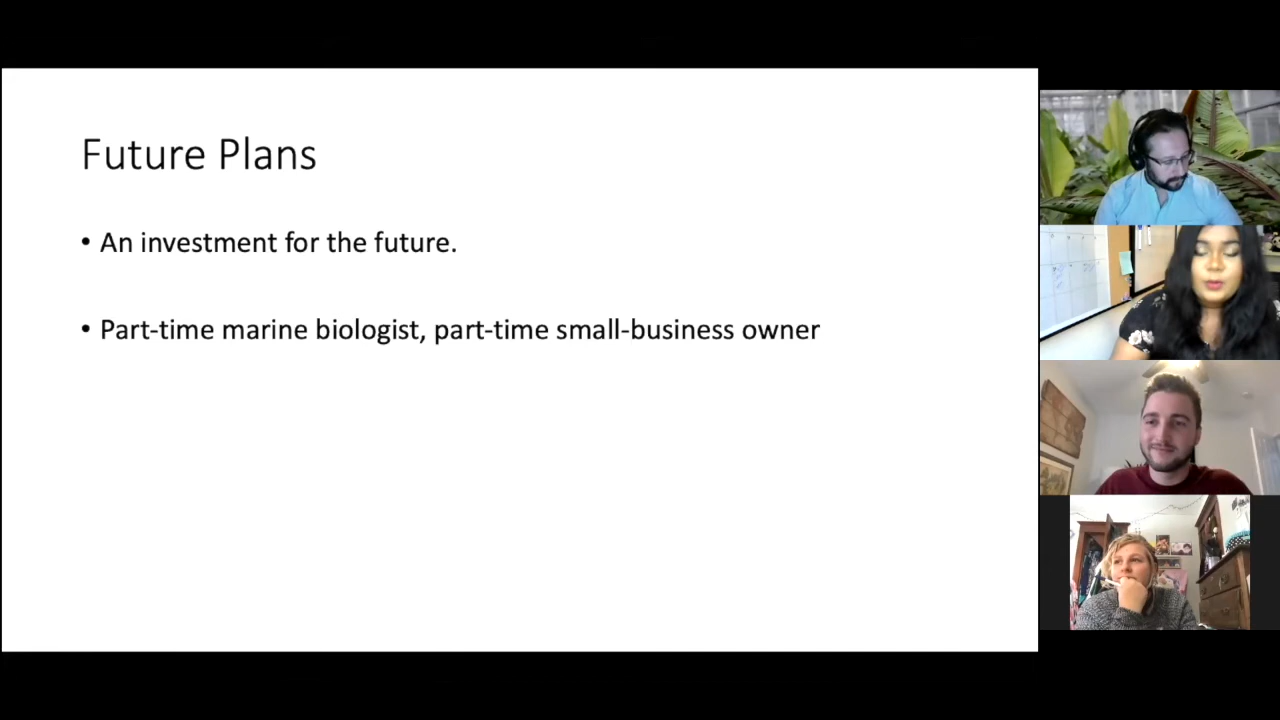 Future Plans
• An investment for the future.
• Part-time marine biologist, part-time small-business owner